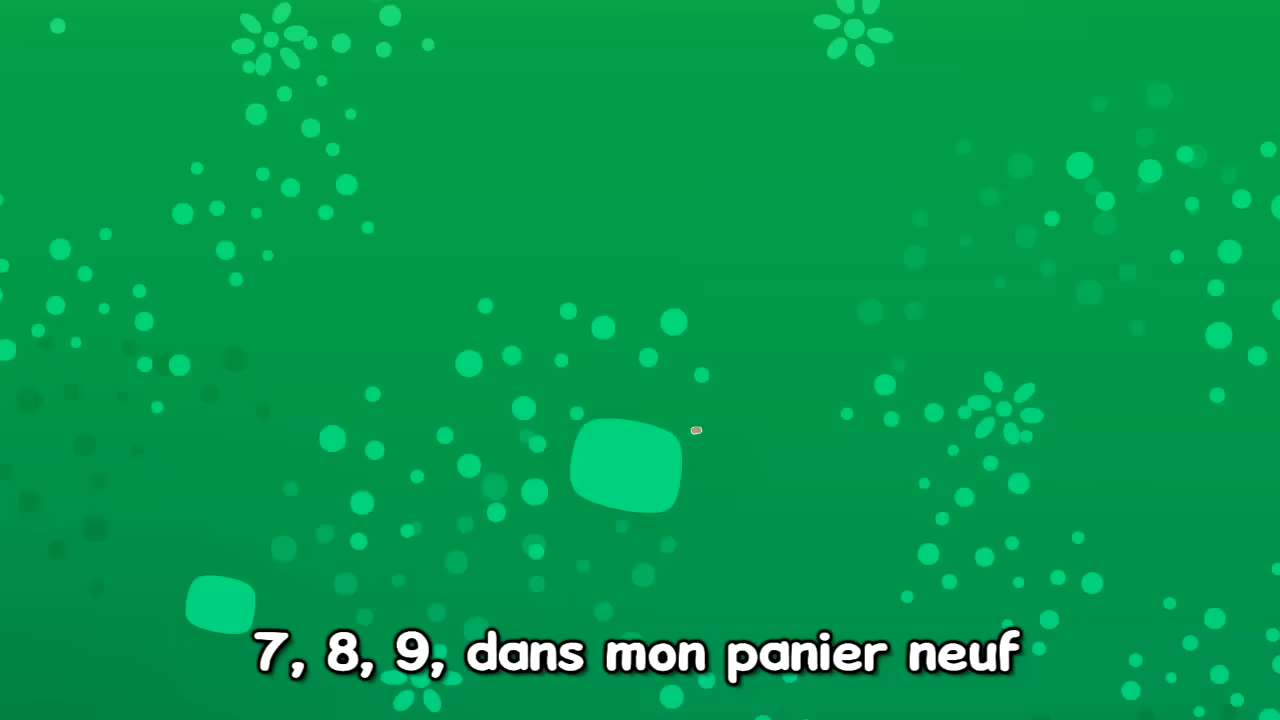 7, 8, 9, dans mon panier neuf